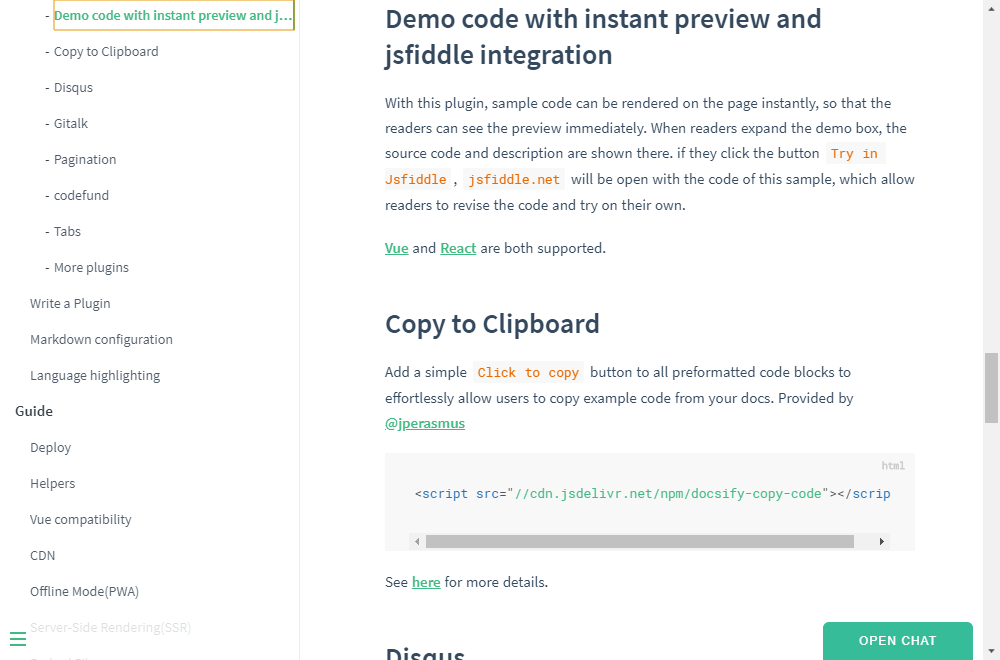 - Demo code with instant preview and j...
- Copy to Clipboard
- Disqus
- Gitalk
- Pagination
- codefund
- Tabs
- More plugins
Write a Plugin
Markdown configuration
Language highlighting
Guide
Deploy
Helpers
Vue compatibility
CDN
Offline Mode(PWA)
Server-Side Rendering(SSR)
Demo code with instant preview and
jsfiddle integration
With this plugin, sample code can be rendered on the page instantly, so that the
readers can see the preview immediately. When readers expand the demo box, the
source code and description are shown there. if they click the button Try in
Jsfiddle , jsfiddle.net will be open with the code of this sample, which allow
readers to revise the code and try on their own.
Vue and React are both supported.
Copy to Clipboard
Add a simple Click to copy button to all preformatted code blocks to
effortlessly allow users to copy example code from your docs. Provided by
@jperasmus
html
<script src="//cdn.jsdelivr.net/npm/docsify-copy-code"></scrip
See here for more details.
Disqus
OPEN CHAT